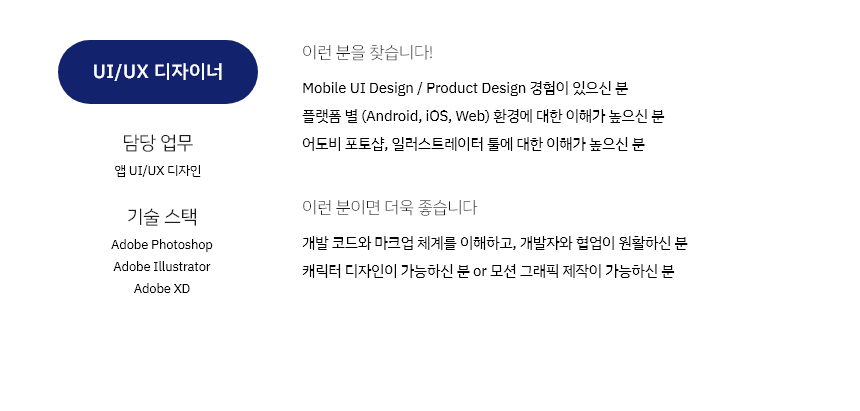 UI/UX 디자이너
담당 업무
앱 UI/UX 디자인
기술 스택
Adobe Photoshop
Adobe Illustrator
Adobe XD
이런 분을 찾습니다!
Mobile UI Design / Product Design 경험이 있으신 분
플랫폼 별 (Android, iOS, Web) 환경에 대한 이해가 높으신 분
어도비 포토샵, 일러스트레이터 툴에 대한 이해가 높으신 분
이런 분이면 더욱 좋습니다
개발 코드와 마크업 체계를 이해하고, 개발자와 협업이 원활하신 분
캐릭터 디자인이 가능하신 분 or 모션 그래픽 제작이 가능하신 분